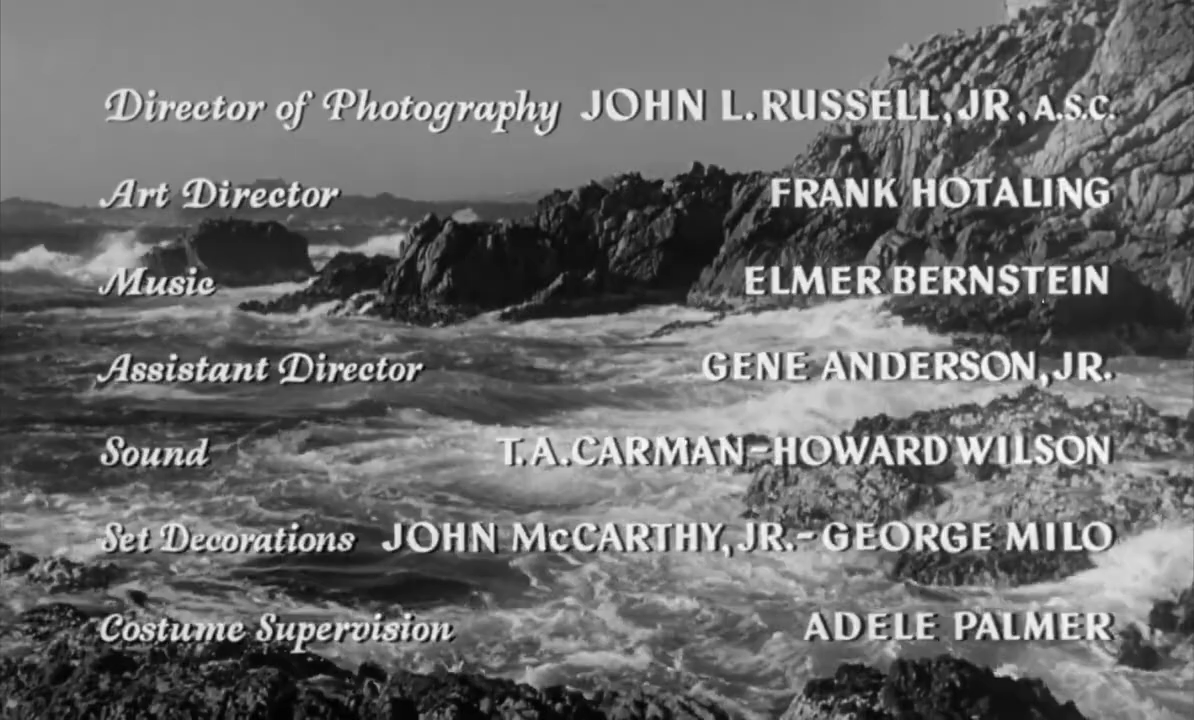 Director of Photography JOHN L. RUSSELL, JR., A.S.C.
Art Director FRANK HOTALING
Music ELMER BERNSTEIN
Assistant Director GENE ANDERSON, JR.
Sound T. A. CARMAN - HOWARD WILSON
Set Decorations JOHN McCARTHY, JR. - GEORGE MILO
Costume Supervision ADELE PALMER